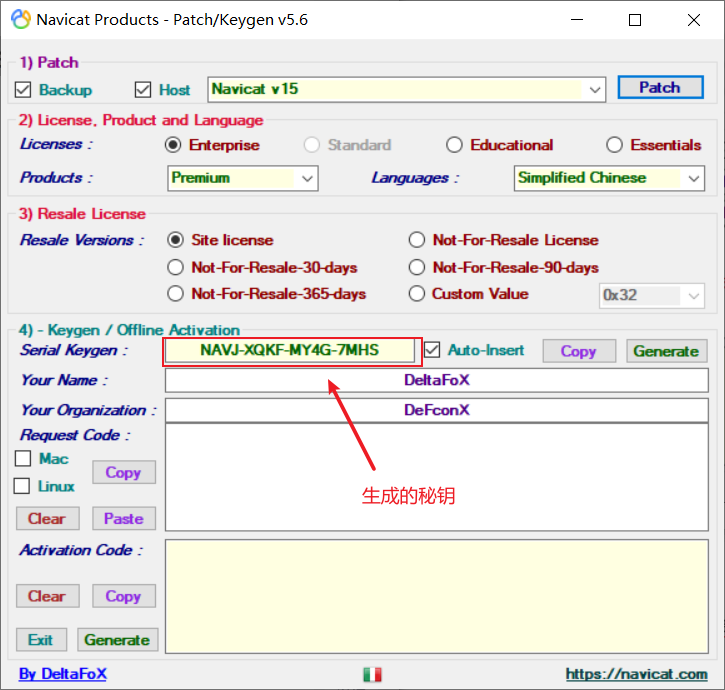 Navicat Products - Patch/Keygen v5.6
1) Patch
Backup Host Navicat v15 Patch
2) License, Product and Language
Licenses : Enterprise Standard Educational Essentials
Products : Premium Languages : Simplified Chinese
3) Resale License
Resale Versions : Site license Not-For-Resale License
Not-For-Resale-30-days Not-For-Resale-90-days
Not-For-Resale-365-days Custom Value 0x32
4) - Keygen / Offline Activation
Serial Keygen : NAVJ-XQKF-MY4G-7MHS Auto-Insert Copy Generate
Your Name : DeltaFoX
Your Organization : DeFconX
Request Code :
Mac
Copy
Linux
生成的秘钥
Clear Paste
Activation Code :
Clear Copy
Exit Generate
By DeltaFoX https://navicat.com